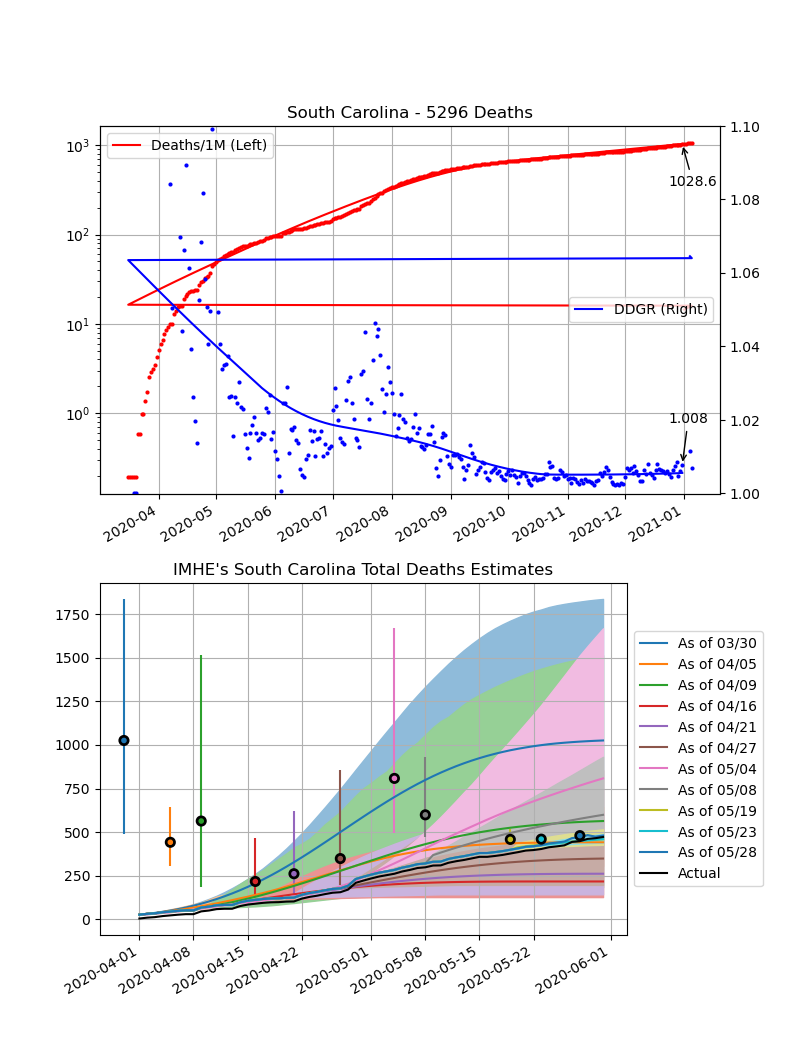 South Carolina - 5296 Deaths
10³
10²
10¹
10⁰
Deaths/1M (Left)
DDGR (Right)
1028.6
1.008
1.10
1.08
1.06
1.04
1.02
1.00
2020-04
2020-05
2020-06
2020-07
2020-08
2020-09
2020-10
2020-11
2020-12
2021-01
IMHE's South Carolina Total Deaths Estimates
1750
1500
1250
1000
750
500
250
0
2020-04-01
2020-04-08
2020-04-15
2020-04-22
2020-05-01
2020-05-08
2020-05-15
2020-05-22
2020-06-01
As of 03/30
As of 04/05
As of 04/09
As of 04/16
As of 04/21
As of 04/27
As of 05/04
As of 05/08
As of 05/19
As of 05/23
As of 05/28
Actual